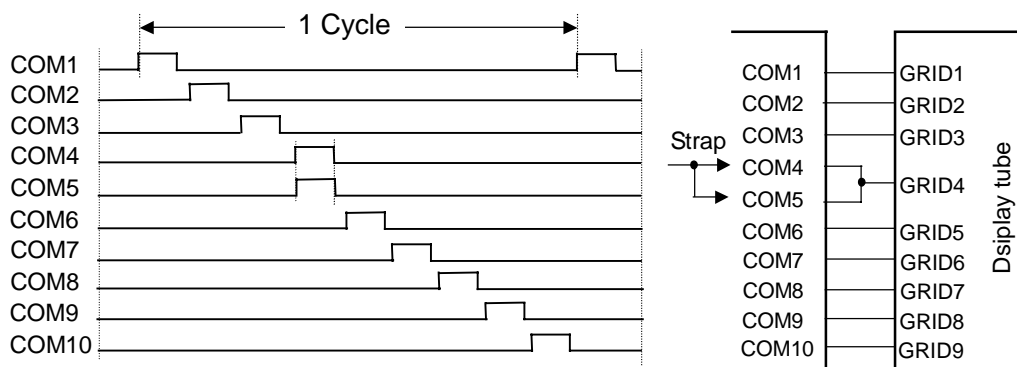 1 Cycle
COM1
COM2
COM3
COM4
COM5
COM6
COM7
COM8
COM9
COM10
Strap
COM1
COM2
COM3
COM4
COM5
COM6
COM7
COM8
COM9
COM10
GRID1
GRID2
GRID3
GRID4
GRID5
GRID6
GRID7
GRID8
GRID9
Dsiplay tube